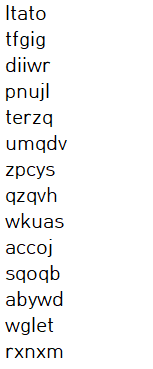 ltato
tfgig
diiwr
pnujl
terzq
umqdv
zpcys
qzqvh
wkuas
accoj
sqoqb
abywd
wglet
rxnxm